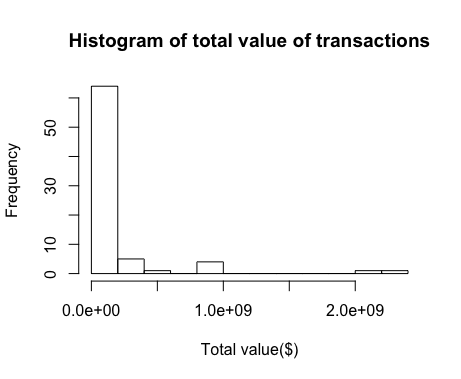 Histogram of total value of transactions
Frequency
50
30
10
0
0.0e+00 1.0e+09 2.0e+09
Total value($)